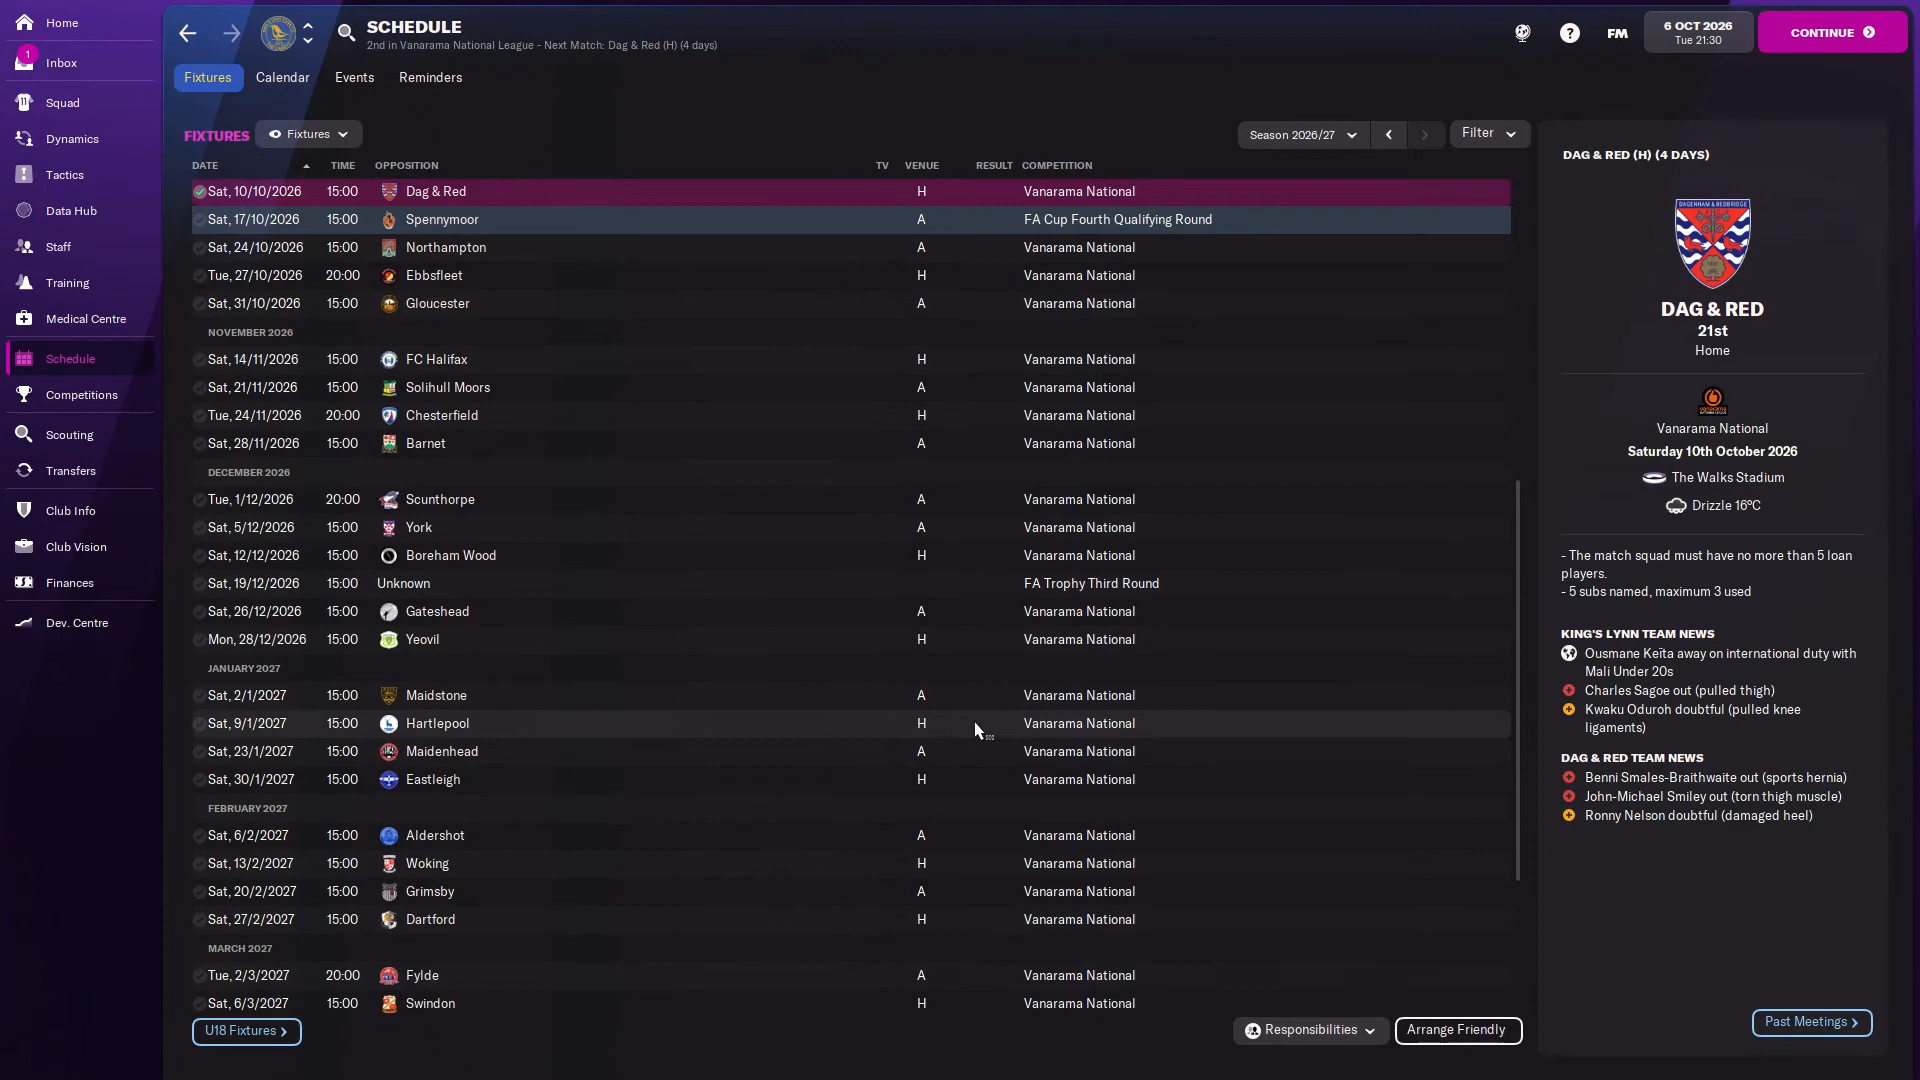 Home
1
Inbox
Squad
Dynamics
Tactics
Data Hub
Staff
Training
Medical Centre
Schedule
Competitions
Scouting
Transfers
Club Info
Club Vision
Finances
Dev. Centre
SCHEDULE
2nd in Vanarama National League - Next Match: Dag & Red (H) (4 days)
FM
6 OCT 2026
Tue 21:30
CONTINUE
Fixtures Calendar Events Reminders
FIXTURES Fixtures Season 2026/27 Filter
DATE TIME OPPOSITION TV VENUE RESULT COMPETITION
Sat, 10/10/2026 15:00 Dag & Red H Vanarama National
Sat, 17/10/2026 15:00 Spennymoor A FA Cup Fourth Qualifying Round
Sat, 24/10/2026 15:00 Northampton A Vanarama National
Tue, 27/10/2026 20:00 Ebbsfleet H Vanarama National
Sat, 31/10/2026 15:00 Gloucester A Vanarama National
NOVEMBER 2026
Sat, 14/11/2026 15:00 FC Halifax H Vanarama National
Sat, 21/11/2026 15:00 Solihull Moors A Vanarama National
Tue, 24/11/2026 20:00 Chesterfield H Vanarama National
Sat, 28/11/2026 15:00 Barnet A Vanarama National
DECEMBER 2026
Tue, 1/12/2026 20:00 Scunthorpe A Vanarama National
Sat, 5/12/2026 15:00 York A Vanarama National
Sat, 12/12/2026 15:00 Boreham Wood H Vanarama National
Sat, 19/12/2026 15:00 Unknown FA Trophy Third Round
Sat, 26/12/2026 15:00 Gateshead A Vanarama National
Mon, 28/12/2026 15:00 Yeovil H Vanarama National
JANUARY 2027
Sat, 2/1/2027 15:00 Maidstone A Vanarama National
Sat, 9/1/2027 15:00 Hartlepool H Vanarama National
Sat, 23/1/2027 15:00 Maidenhead A Vanarama National
Sat, 30/1/2027 15:00 Eastleigh H Vanarama National
FEBRUARY 2027
Sat, 6/2/2027 15:00 Aldershot A Vanarama National
Sat, 13/2/2027 15:00 Woking H Vanarama National
Sat, 20/2/2027 15:00 Grimsby A Vanarama National
Sat, 27/2/2027 15:00 Dartford H Vanarama National
MARCH 2027
Tue, 2/3/2027 20:00 Fylde A Vanarama National
Sat, 6/3/2027 15:00 Swindon H Vanarama National
U18 Fixtures Responsibilities Arrange Friendly
DAG & RED (H) (4 DAYS)
DAGENHAM & REDBRIDGE
DAG & RED
21st
Home
Vanarama National
Saturday 10th October 2026
The Walks Stadium
Drizzle 16ºC
- The match squad must have no more than 5 loan
players.
- 5 subs named, maximum 3 used
KING'S LYNN TEAM NEWS
Ousmane Keïta away on international duty with
Mali Under 20s
Charles Sagoe out (pulled thigh)
Kwaku Oduroh doubtful (pulled knee
ligaments)
DAG & RED TEAM NEWS
Benni Smales-Braithwaite out (sports hernia)
John-Michael Smiley out (torn thigh muscle)
Ronny Nelson doubtful (damaged heel)
Past Meetings